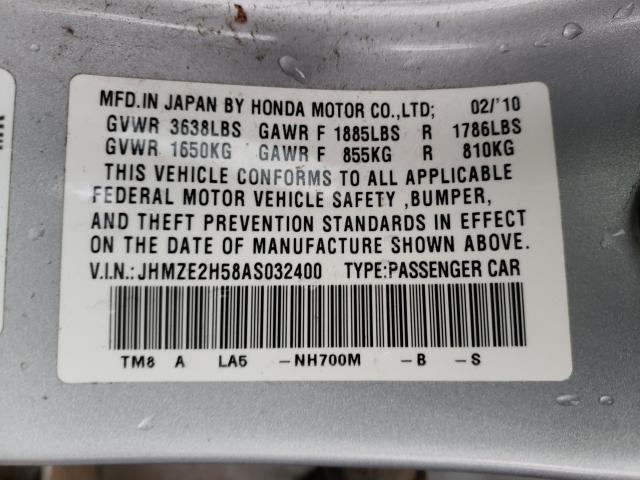 MFD.IN JAPAN BY HONDA MOTOR CO.,LTD; 02/'10
GVWR 3638LBS GAWR F 1885LBS R 1786LBS
GVWR 1650KG GAWR F 855KG R 810KG
THIS VEHICLE CONFORMS TO ALL APPLICABLE
FEDERAL MOTOR VEHICLE SAFETY ,BUMPER,
AND THEFT PREVENTION STANDARDS IN EFFECT
ON THE DATE OF MANUFACTURE SHOWN ABOVE.
V.I.N.:JHMZE2H58AS032400 TYPE:PASSENGER CAR
TM8 A LA5 -NH700M -B -S